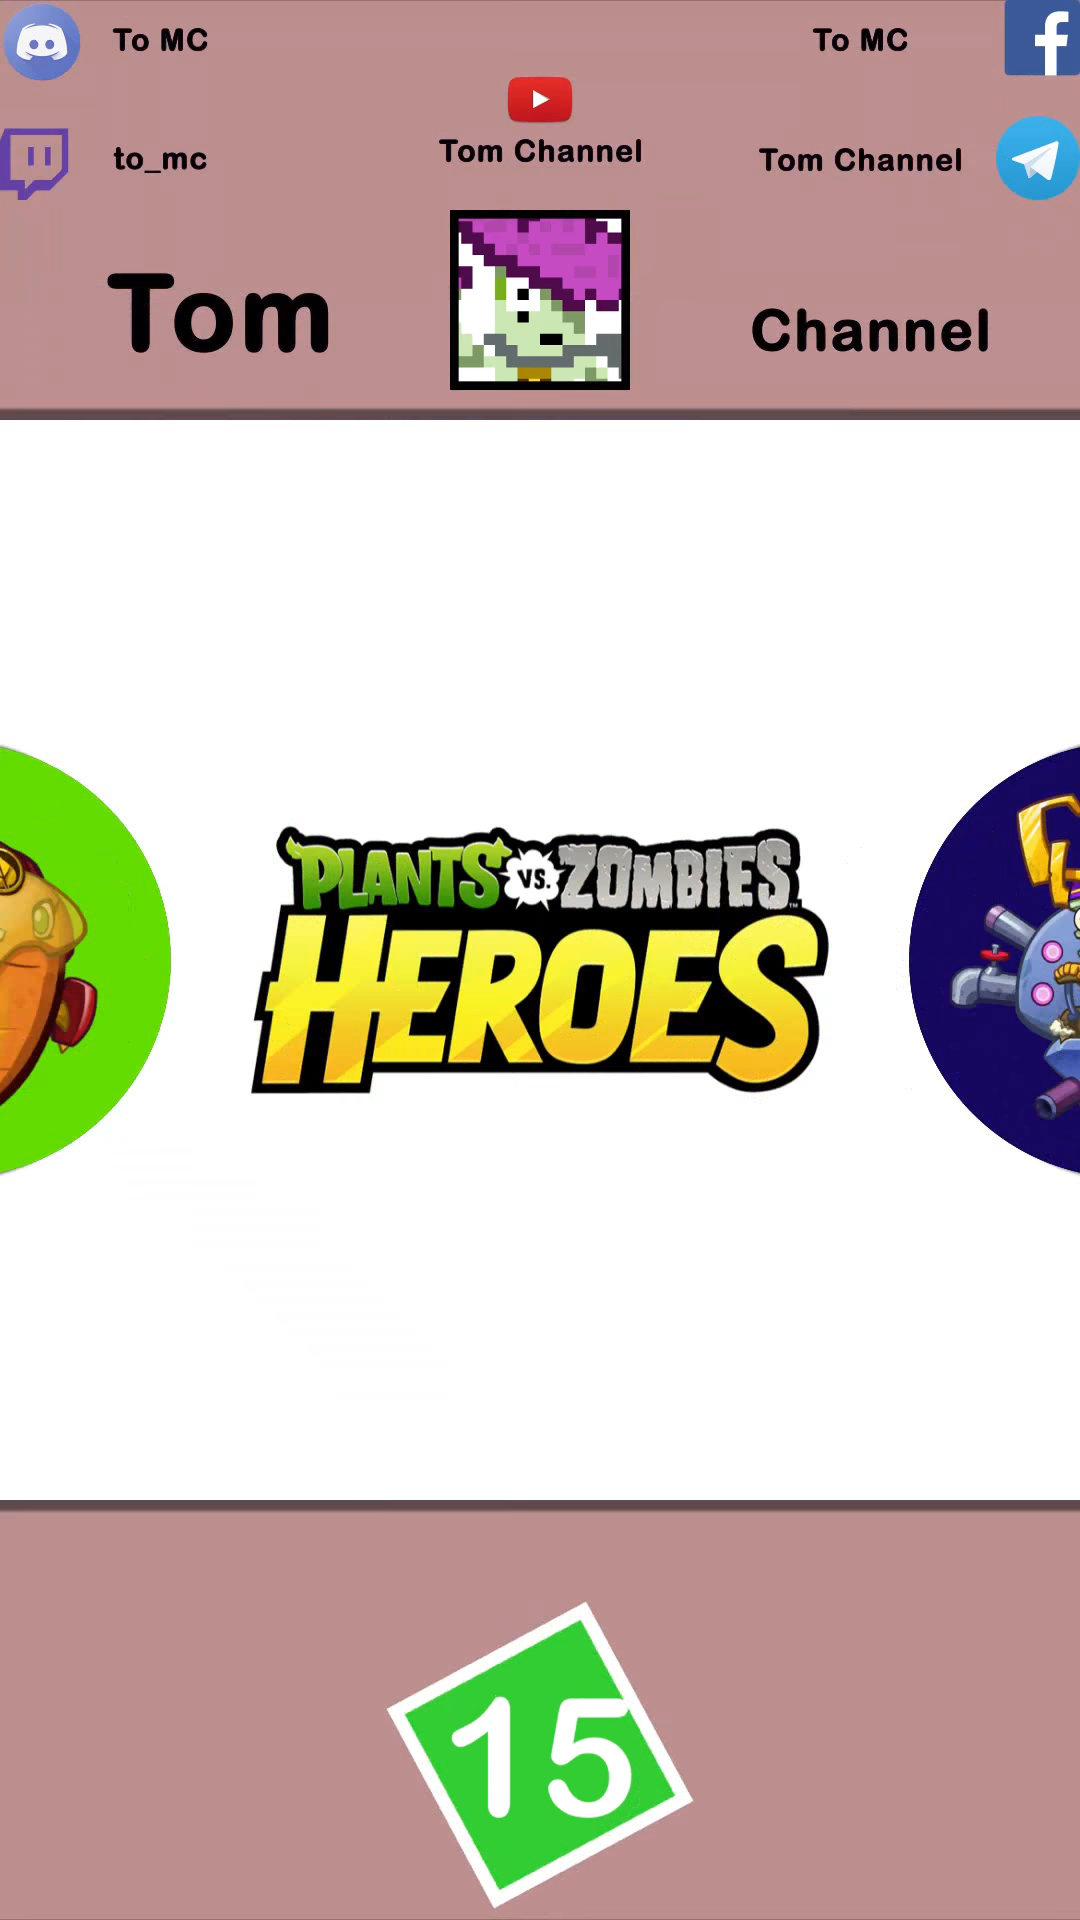 To MC
To MC
to_mc
Tom Channel
Tom Channel
Tom
Channel
PLANTS VS. ZOMBIES
HEROES
15